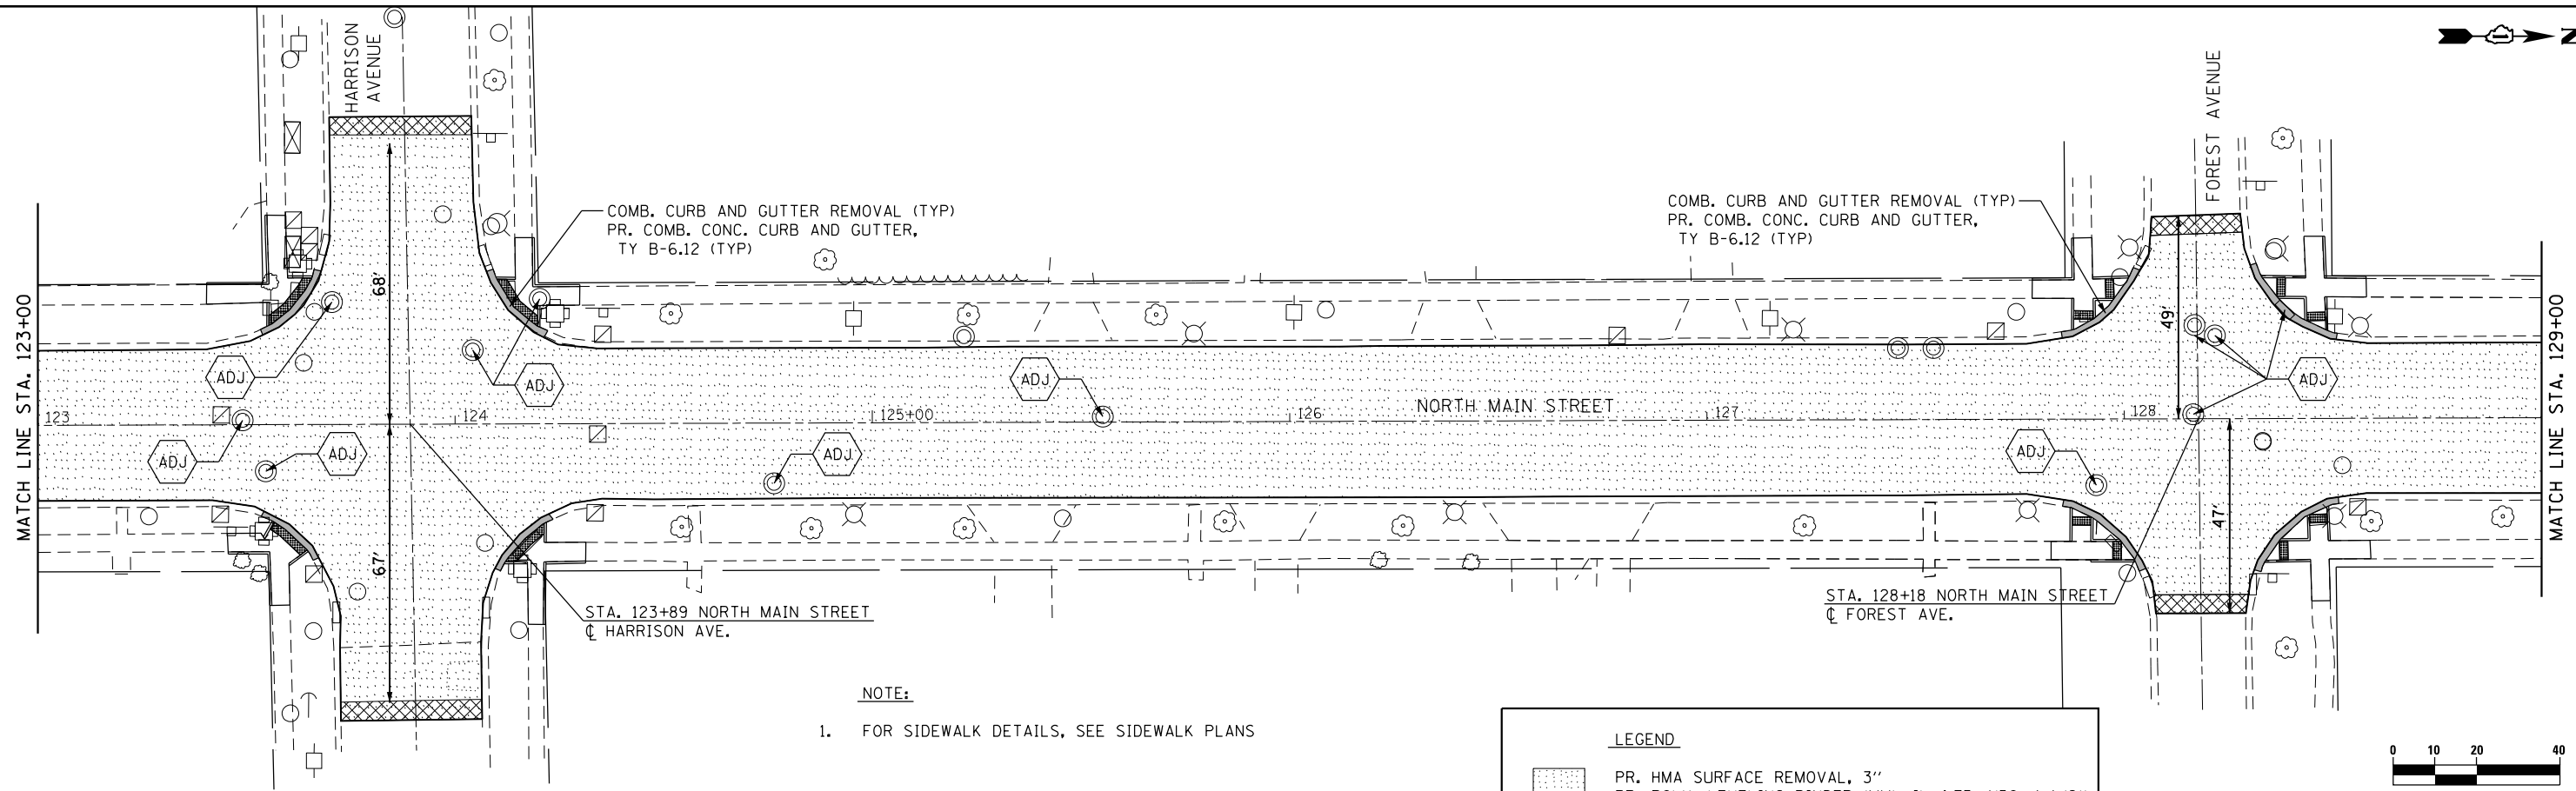 HARRISON
AVENUE
FOREST AVENUE
N
COMB. CURB AND GUTTER REMOVAL (TYP)
PR. COMB. CONC. CURB AND GUTTER,
TY B-6.12 (TYP)
COMB. CURB AND GUTTER REMOVAL (TYP)
PR. COMB. CONC. CURB AND GUTTER,
TY B-6.12 (TYP)
MATCH LINE STA. 123+00
MATCH LINE STA. 129+00
68'
49'
ADJ
ADJ
ADJ
ADJ
123
124
125+00
126
NORTH MAIN STREET
127
128
ADJ
ADJ
ADJ
ADJ
67'
47'
STA. 123+89 NORTH MAIN STREET
℄ HARRISON AVE.
STA. 128+18 NORTH MAIN STREET
℄ FOREST AVE.
NOTE:
1. FOR SIDEWALK DETAILS, SEE SIDEWALK PLANS
LEGEND
PR. HMA SURFACE REMOVAL, 3"
0 10 20 40